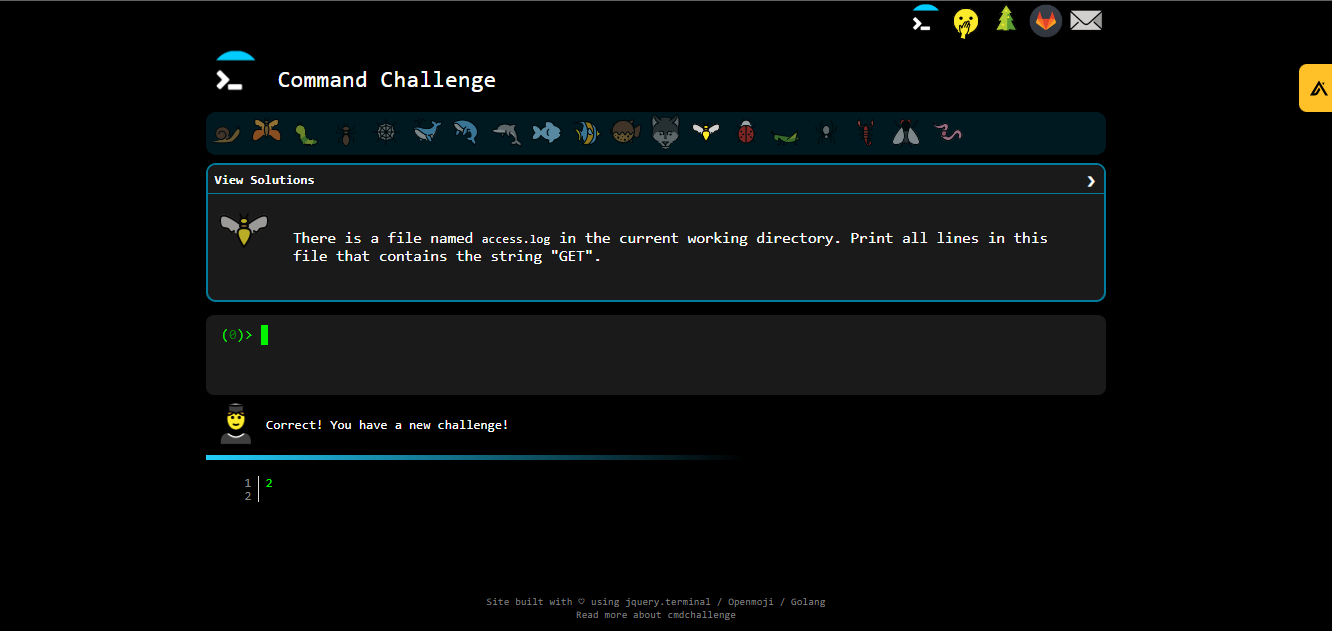 Command Challenge
View Solutions
There is a file named access.log in the current working directory. Print all lines in this
file that contains the string "GET".
(0)>
Correct! You have a new challenge!
1 2
2
Site built with ♡ using jquery.terminal / Openmoji / Golang
Read more about cmdchallenge